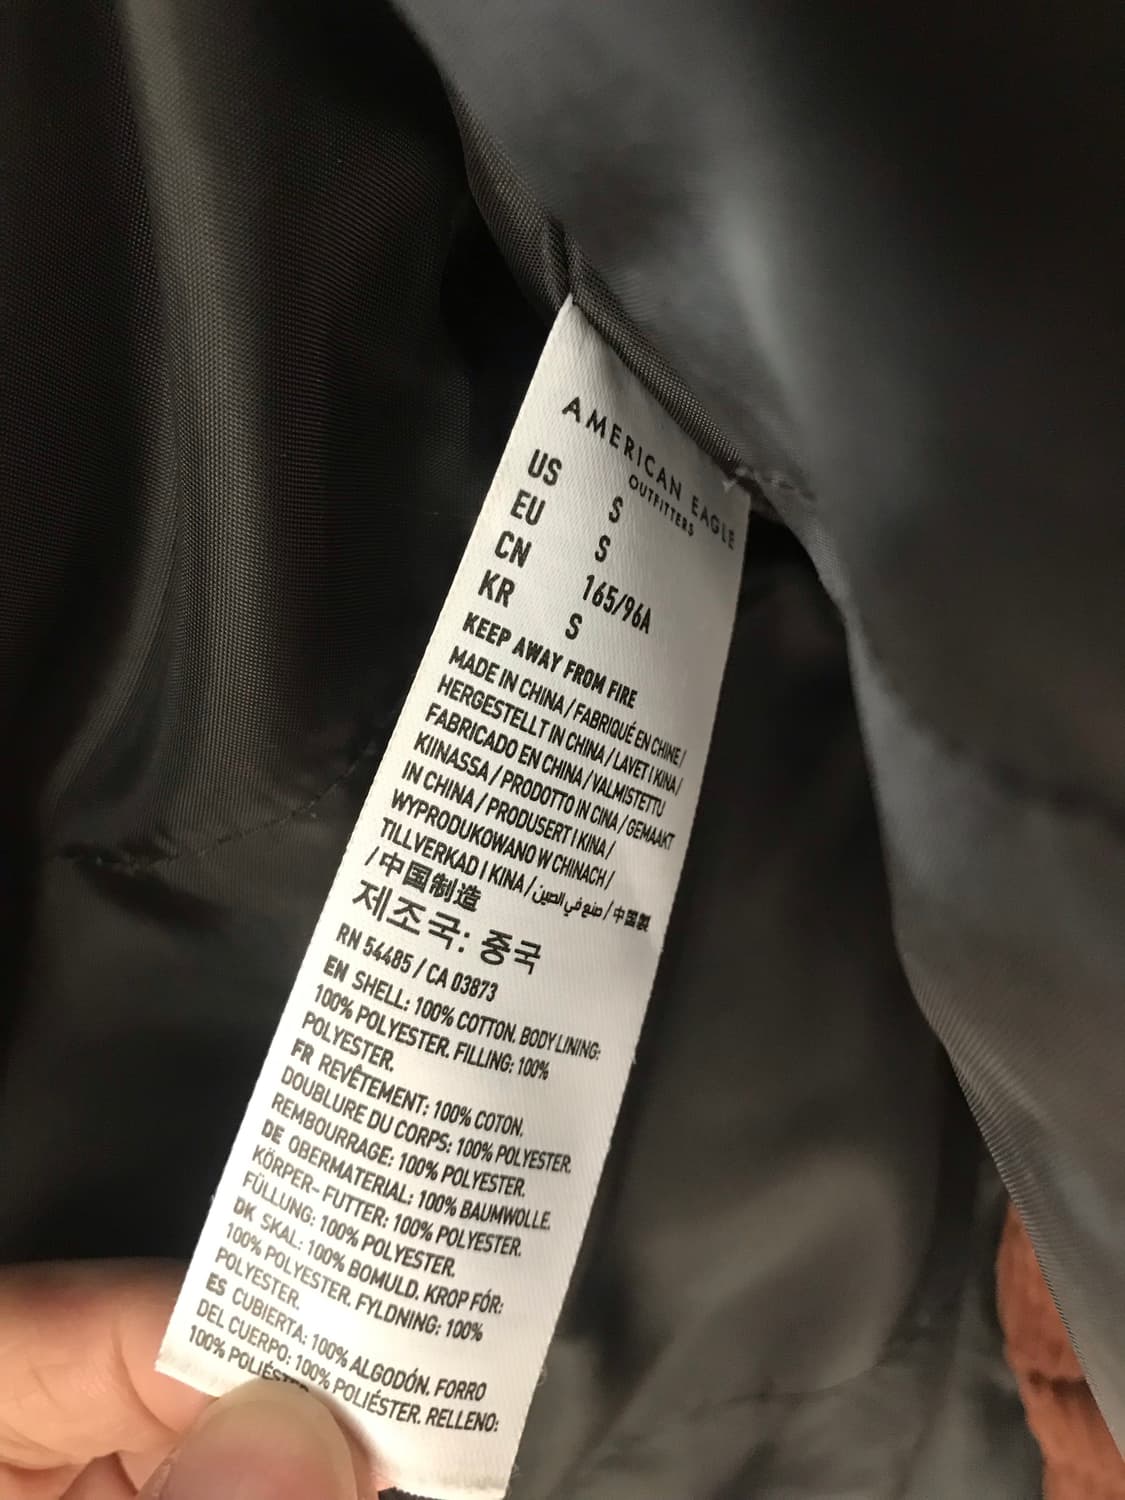 AMERICAN EAGLE
OUTFITTERS
US S
EU S
CN 165/96A
KR S
KEEP AWAY FROM FIRE
MADE IN CHINA / FABRIQUÉ EN CHINE /
HERGESTELLT IN CHINA / LAVET I KINA /
FABRICADO EN CHINA / VALMISTETTU
KIINASSA / PRODOTTO IN CINA / GEMAAKT
IN CHINA / PRODUSERT I KINA /
WYPRODUKOWANO W CHINACH /
TILLVERKAD I KINA / صنع في الصين / 中國製
/ 中国制造
제조국: 중국
RN 54485 / CA 03873
EN SHELL: 100% COTTON. BODY LINING:
100% POLYESTER. FILLING: 100%
POLYESTER.
FR REVÊTEMENT: 100% COTON.
DOUBLURE DU CORPS: 100% POLYESTER.
REMBOURRAGE: 100% POLYESTER.
DE OBERMATERIAL: 100% BAUMWOLLE.
KÖRPER- FUTTER: 100% POLYESTER.
FÜLLUNG: 100% POLYESTER.
DK SKAL: 100% BOMULD. KROP FÓR:
100% POLYESTER. FYLDNING: 100%
POLYESTER.
ES CUBIERTA: 100% ALGODÓN. FORRO
DEL CUERPO: 100% POLIÉSTER. RELLENO:
100%